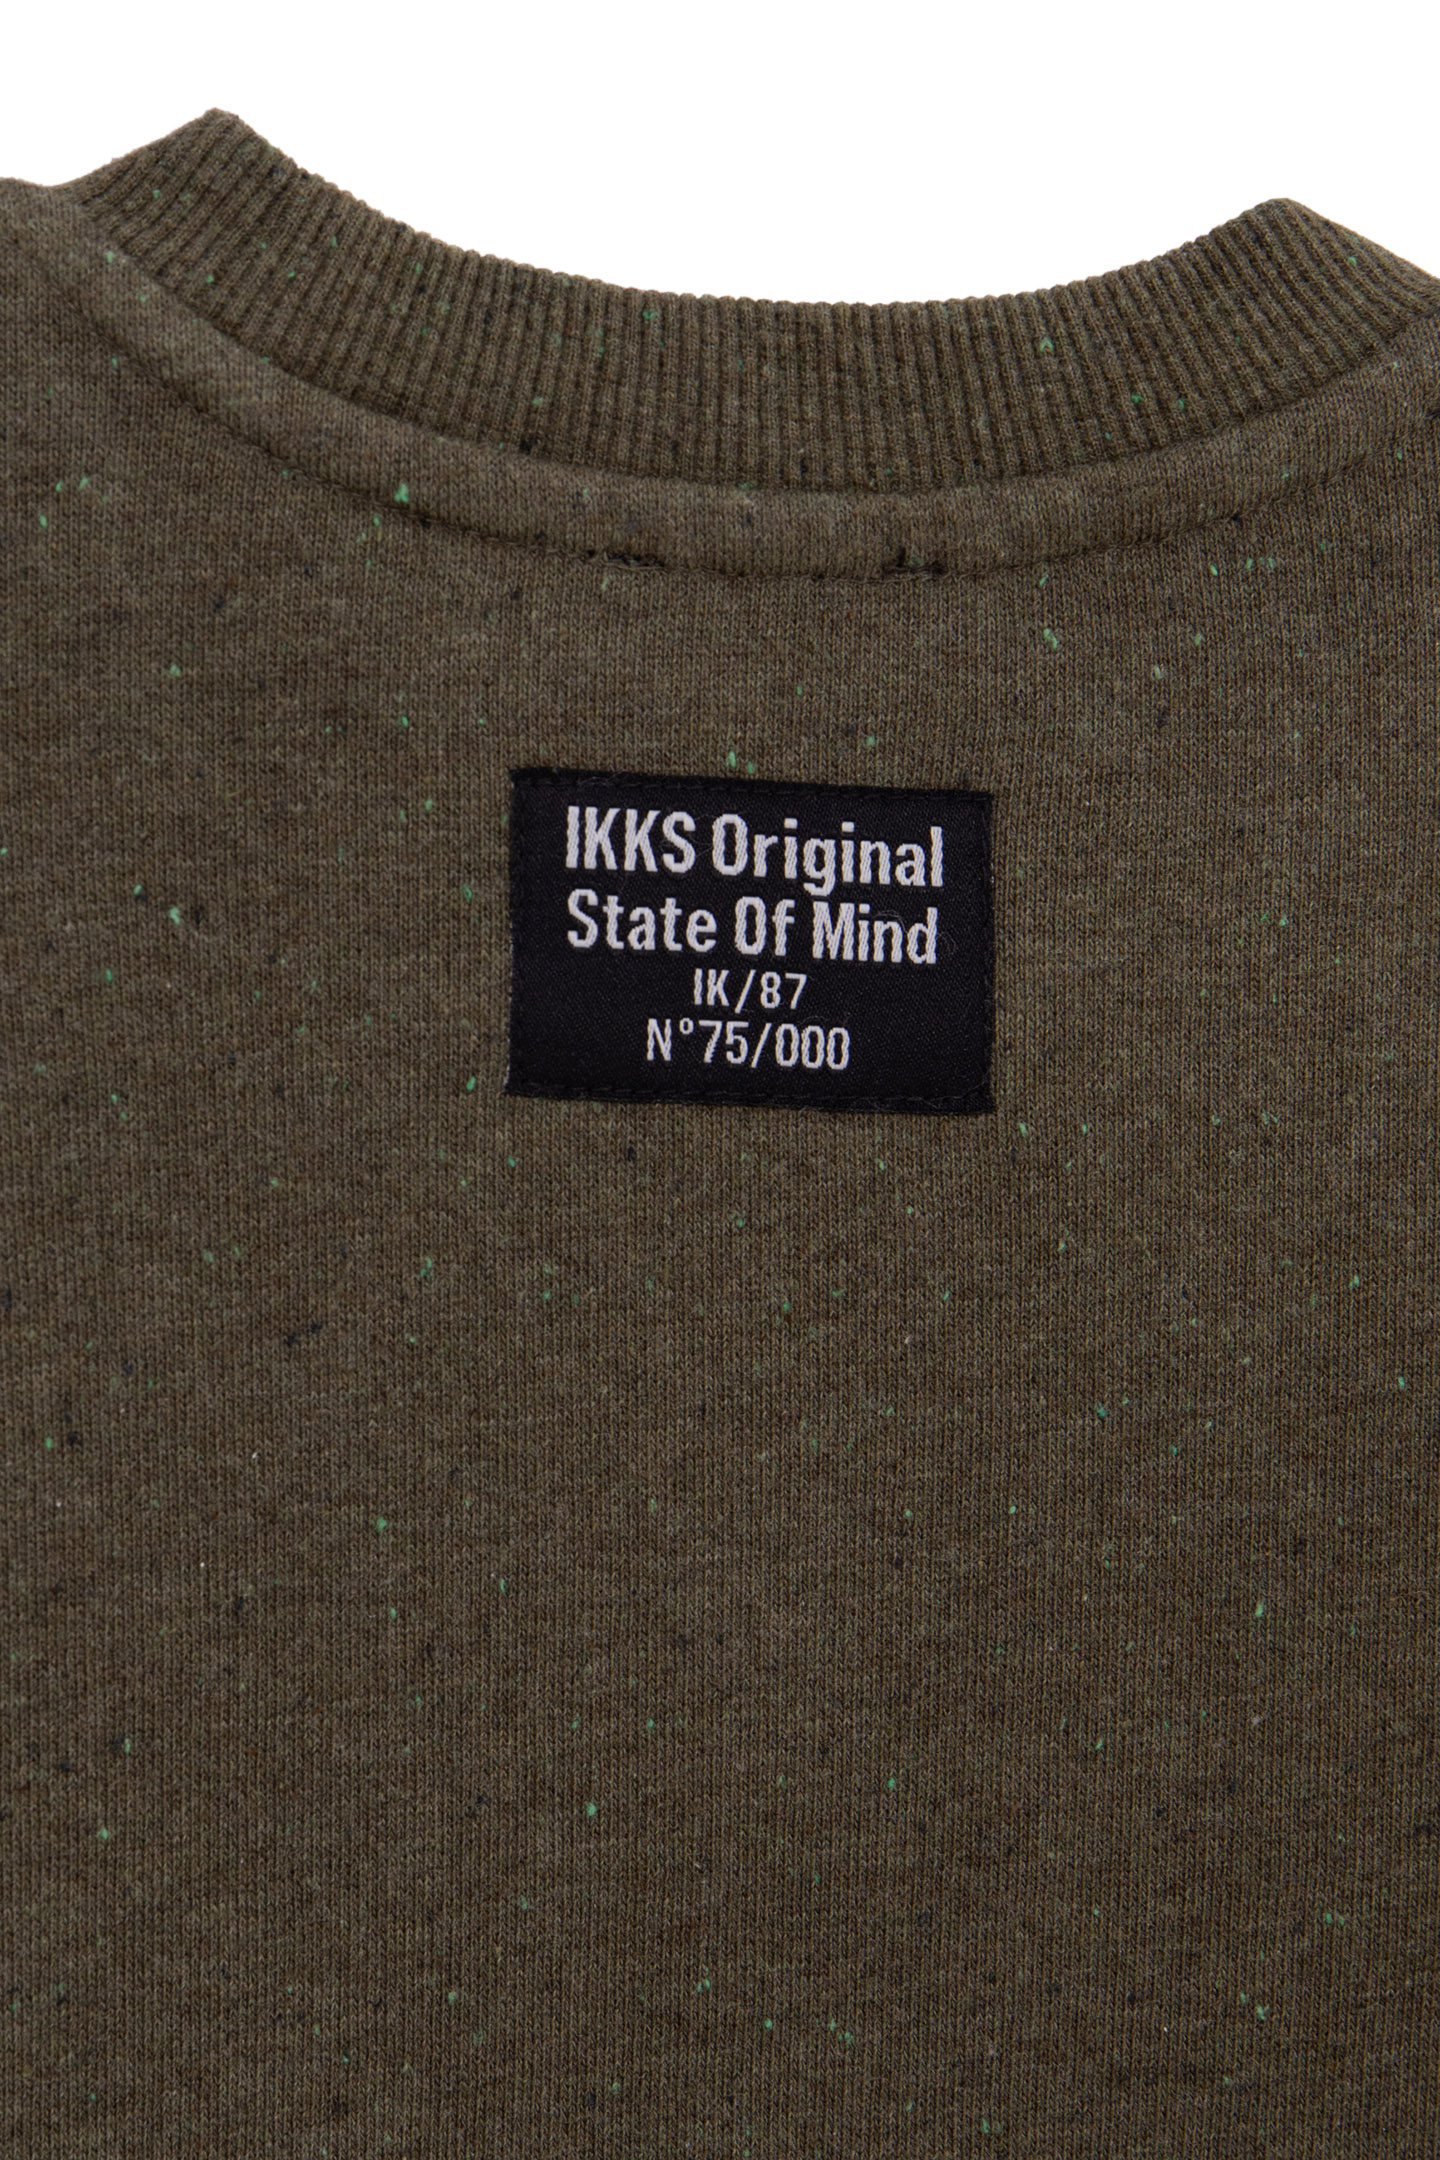 IKKS Original
State Of Mind
IK/87
N°75/000